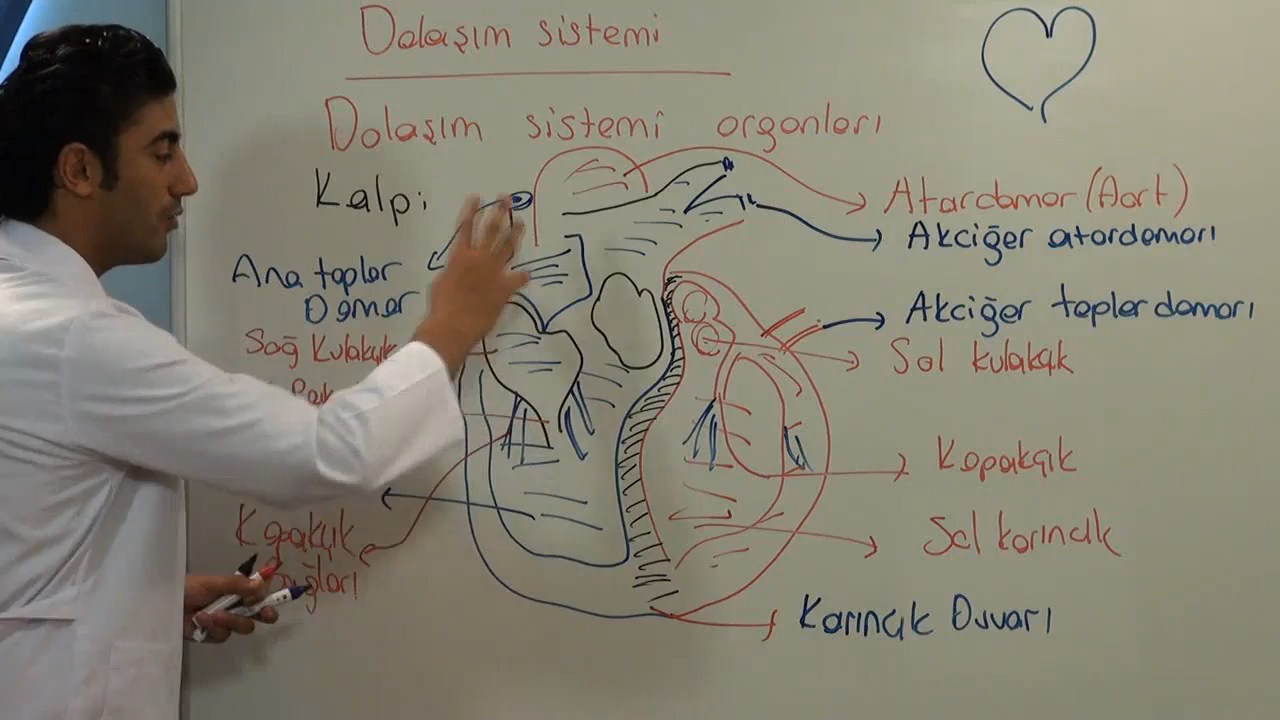 Dolaşım sistemi
Dolaşım sistemi organları
Kalp:
Ana toplar
Damar
Sağ Kulakçık
Kapakçık
Bağları
Atardamar (Aort)
Akciğer atardamarı
Akciğer toplardamarı
Sol kulakçık
Kapakçık
Sol karıncık
Karıncık Duvarı